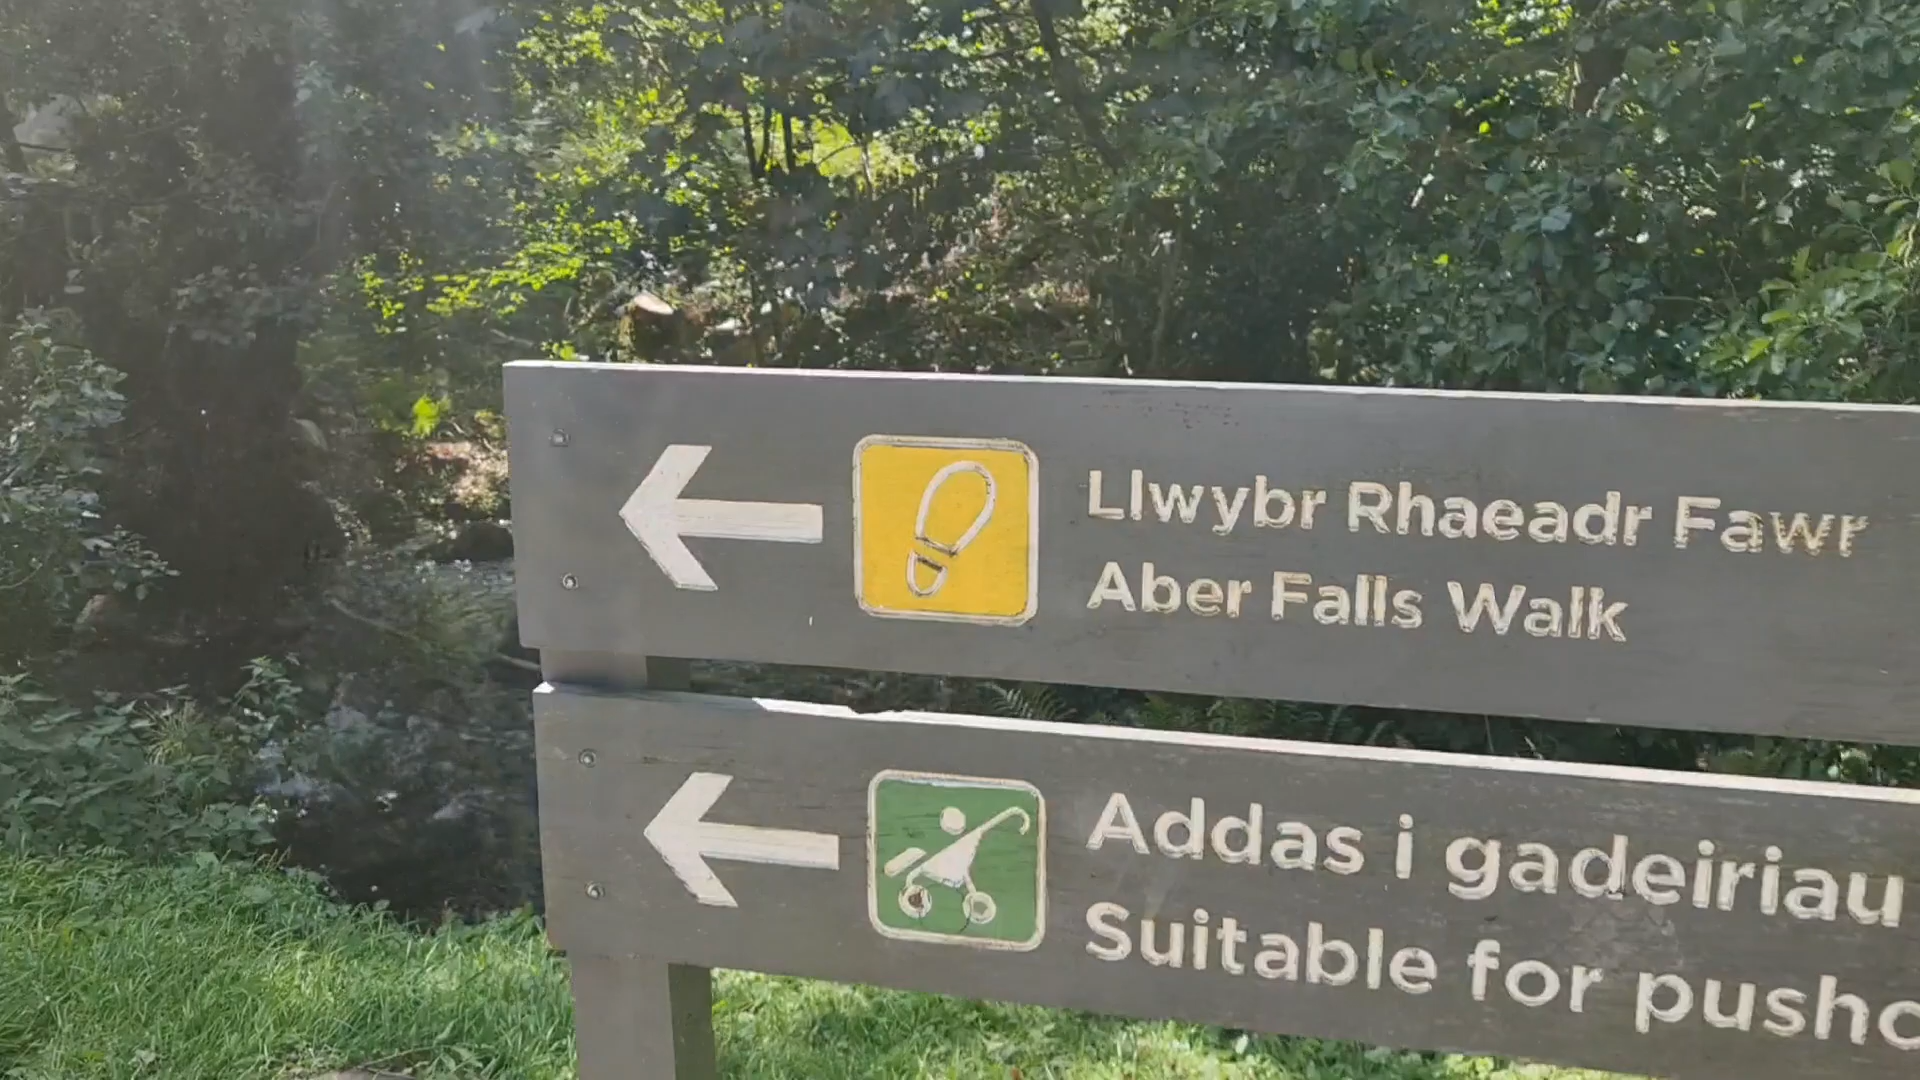 Llwybr Rhaeadr Fawr
Aber Falls Walk
Addas i gadeiriau
Suitable for